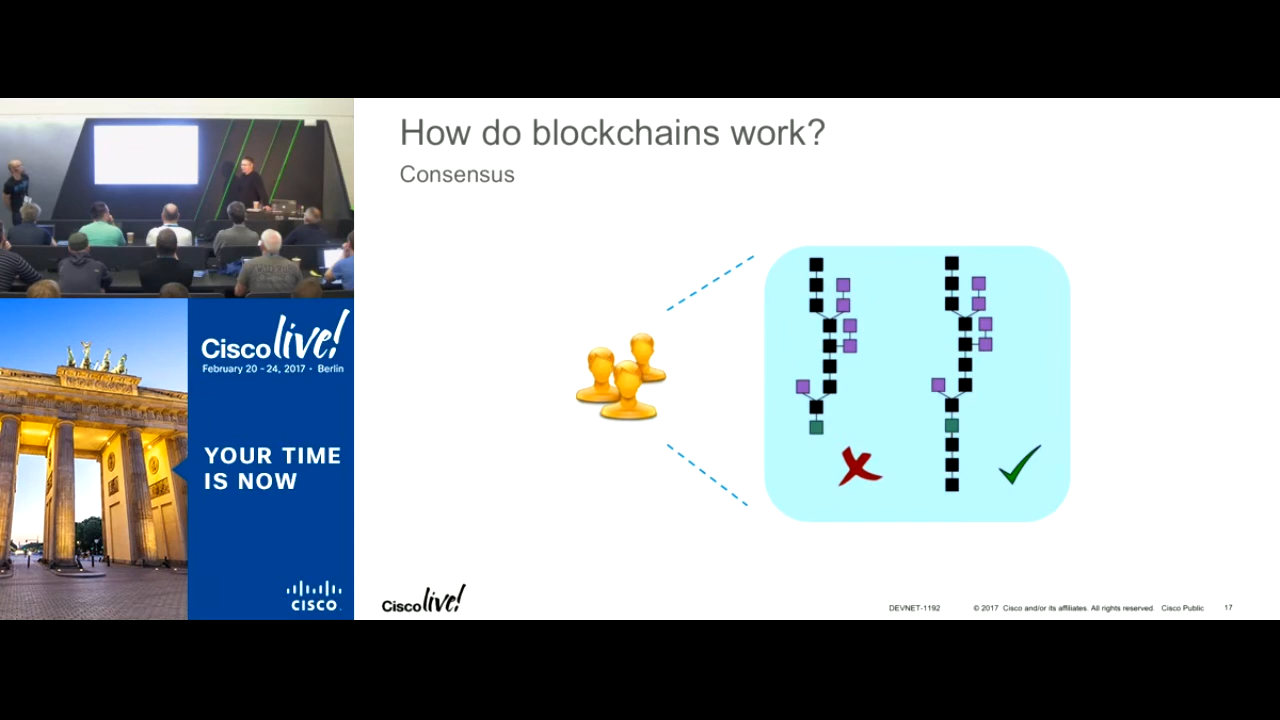 How do blockchains work?
Consensus
Cisco live!
February 20 - 24, 2017 • Berlin
YOUR TIME
IS NOW
CISCO
Cisco live!
DEVNET-1192 © 2017 Cisco and/or its affiliates. All rights reserved. Cisco Public 17